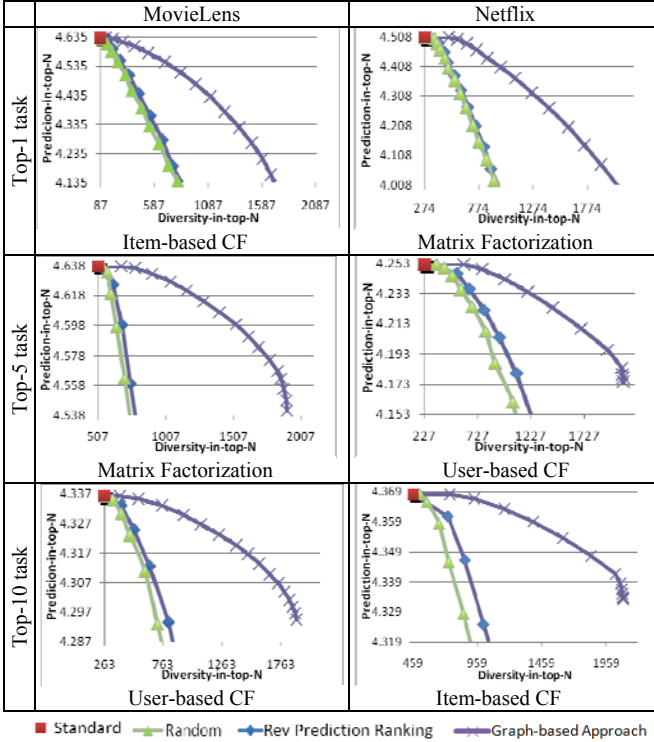 MovieLens
Netflix
Top-1 task
Prediction-in-top-N
4.635
4.535
4.435
4.335
4.235
4.135
87
587
1087
1587
2087
Diversity-in-top-N
Item-based CF
Prediction-in-top-N
4.508
4.408
4.308
4.208
4.108
4.008
274
774
1274
1774
Diversity-in-top-N
Matrix Factorization
Top-5 task
Predicion-in-top-N
4.638
4.618
4.598
4.578
4.558
4.538
507
1007
1507
2007
Diversity-in-top-N
Matrix Factorization
Prediction-in-top-N
4.253
4.233
4.213
4.193
4.173
4.153
227
727
1227
1727
Diversity-in-top-N
User-based CF
Top-10 task
Predicion-in-top-N
4.337
4.327
4.317
4.307
4.297
4.287
263
763
1263
1763
Diversity-in-top-N
User-based CF
Prediction-in-top-N
4.369
4.359
4.349
4.339
4.329
4.319
459
959
1459
1959
Diversity-in-top-N
Item-based CF
Standard Random Rev Prediction Ranking Graph-based Approach